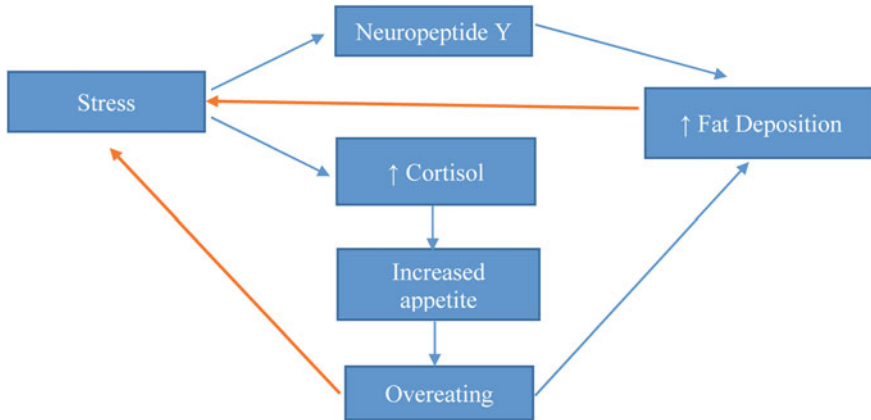 Neuropeptide Y
Stress
↑ Fat Deposition
↑ Cortisol
Increased
appetite
Overeating